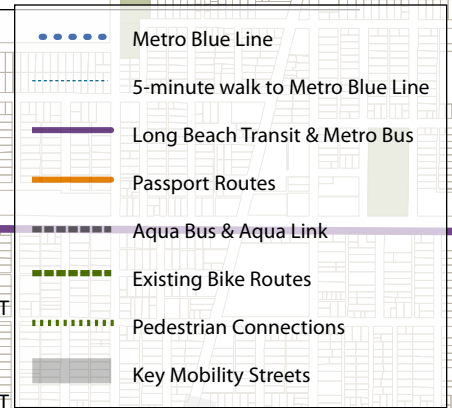 Metro Blue Line
5-minute walk to Metro Blue Line
Long Beach Transit & Metro Bus
Passport Routes
Aqua Bus & Aqua Link
Existing Bike Routes
T
Pedestrian Connections
Key Mobility Streets
T